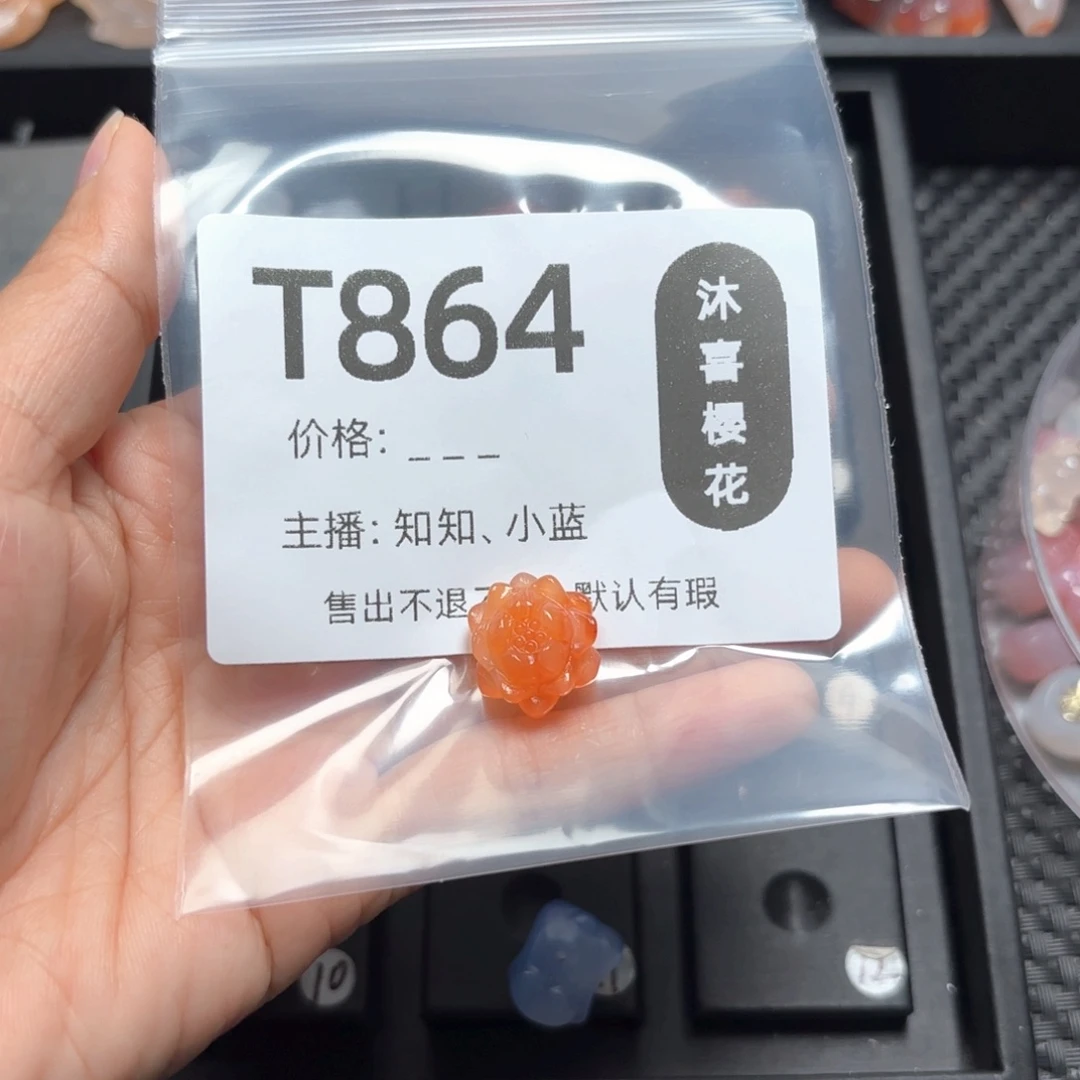 T864
沐喜樱花
价格: _ _ _
主播: 知知、小蓝
售出不退 默认有瑕
10
12